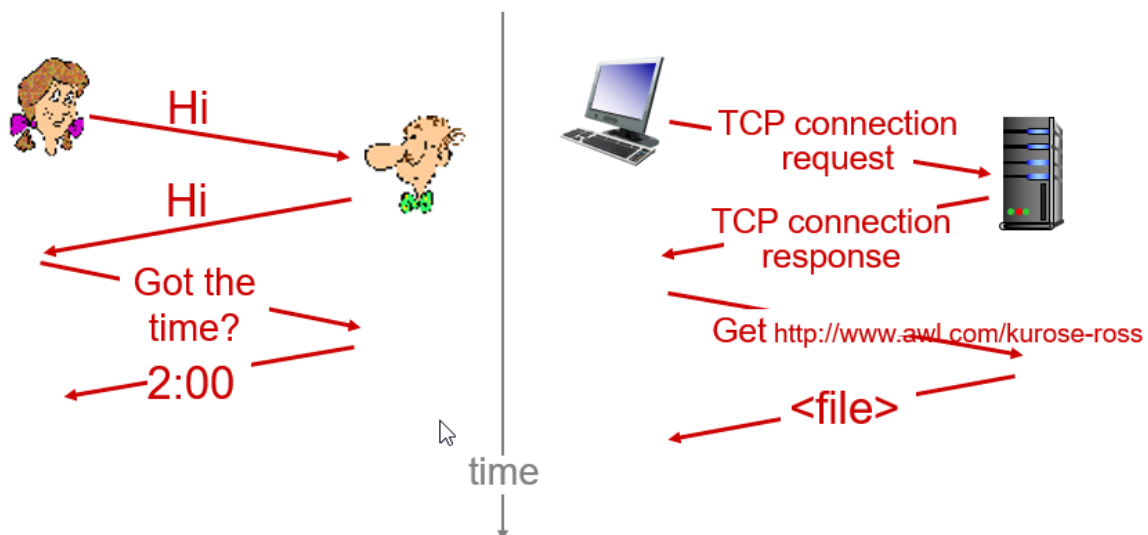 Hi
Hi
Got the
time?
2:00
TCP connection
request
TCP connection
response
Get http://www.awl.com/kurose-ross
<file>
time